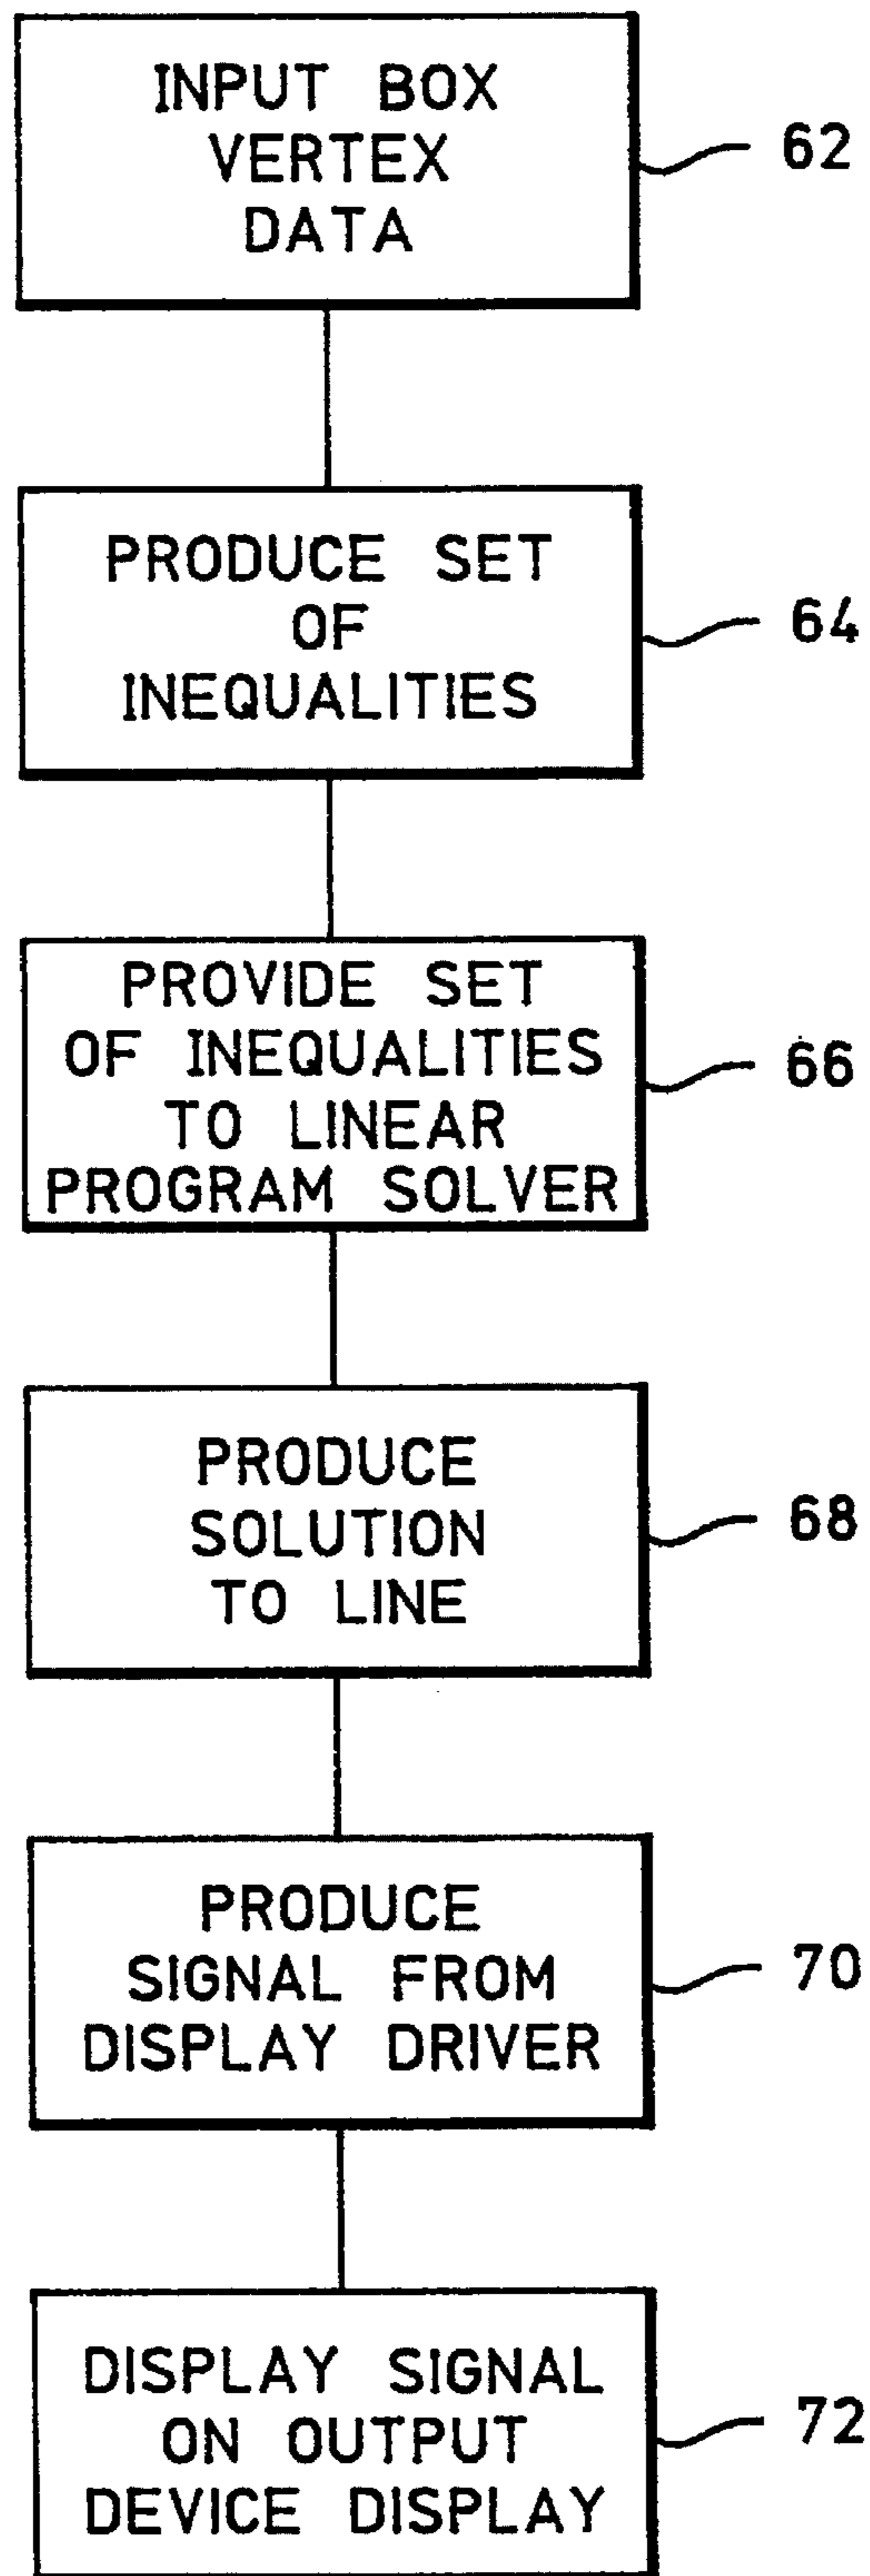 INPUT BOX
VERTEX
DATA
62
PRODUCE SET
OF
INEQUALITIES
64
PROVIDE SET
OF INEQUALITIES
TO LINEAR
PROGRAM SOLVER
66
PRODUCE
SOLUTION
TO LINE
68
PRODUCE
SIGNAL FROM
DISPLAY DRIVER
70
DISPLAY SIGNAL
ON OUTPUT
DEVICE DISPLAY
72